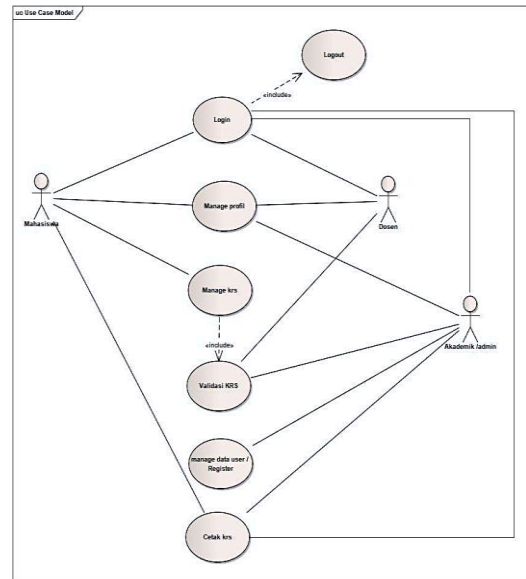 uc Use Case Model
Logout
«include»
Login
Mahasiswa
Manage profil
Dosen
Manage krs
«include»
Akademik /admin
Validasi KRS
manage data user /
Register
Cetak krs